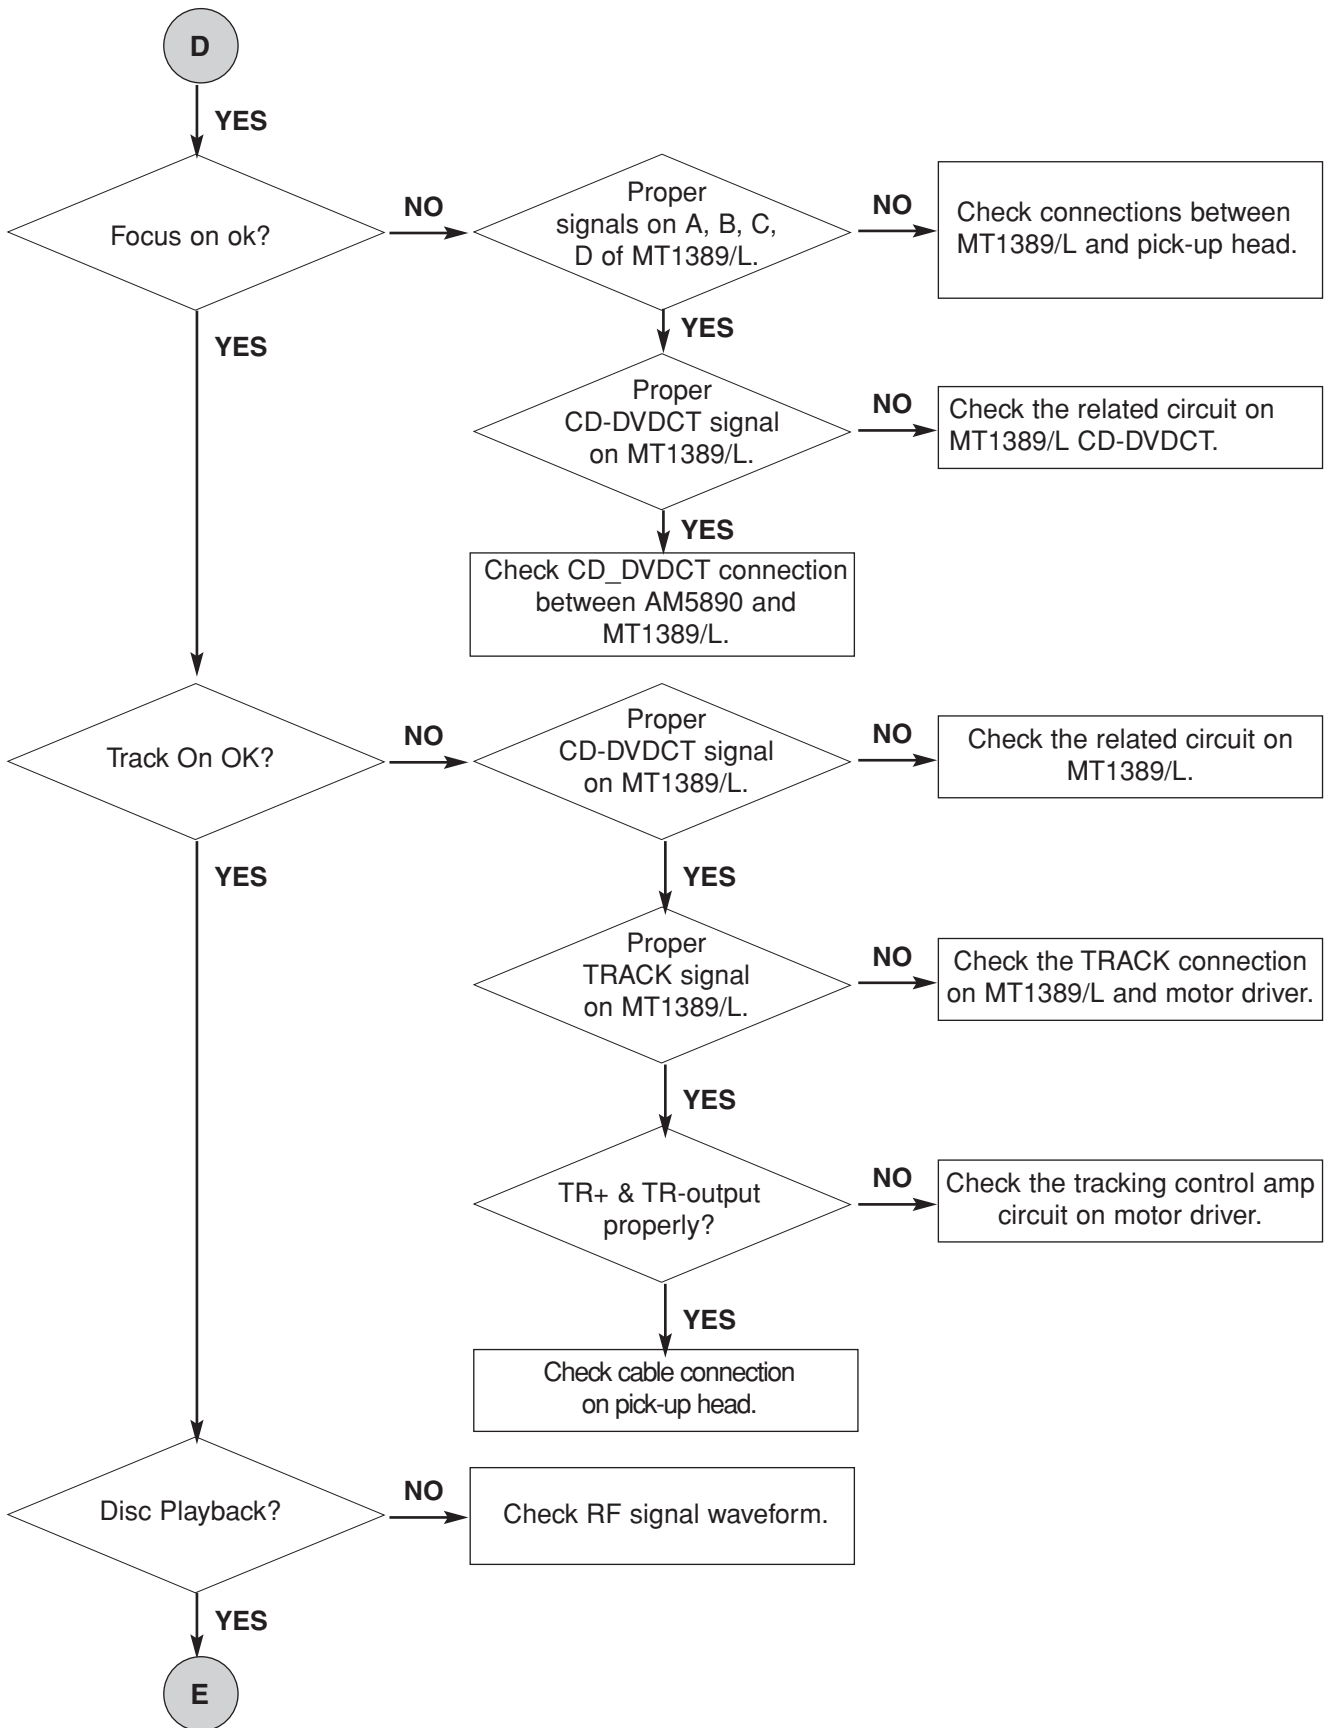 D
YES
Focus on ok?
NO
Proper
signals on A, B, C,
D of MT1389/L.
NO
Check connections between
MT1389/L and pick-up head.
YES
YES
Proper
CD-DVDCT signal
on MT1389/L.
NO
Check the related circuit on
MT1389/L CD-DVDCT.
YES
Check CD_DVDCT connection
between AM5890 and
MT1389/L.
Track On OK?
NO
Proper
CD-DVDCT signal
on MT1389/L.
NO
Check the related circuit on
MT1389/L.
YES
YES
Proper
TRACK signal
on MT1389/L.
NO
Check the TRACK connection
on MT1389/L and motor driver.
YES
TR+ & TR-output
properly?
NO
Check the tracking control amp
circuit on motor driver.
YES
Check cable connection
on pick-up head.
Disc Playback?
NO
Check RF signal waveform.
YES
E